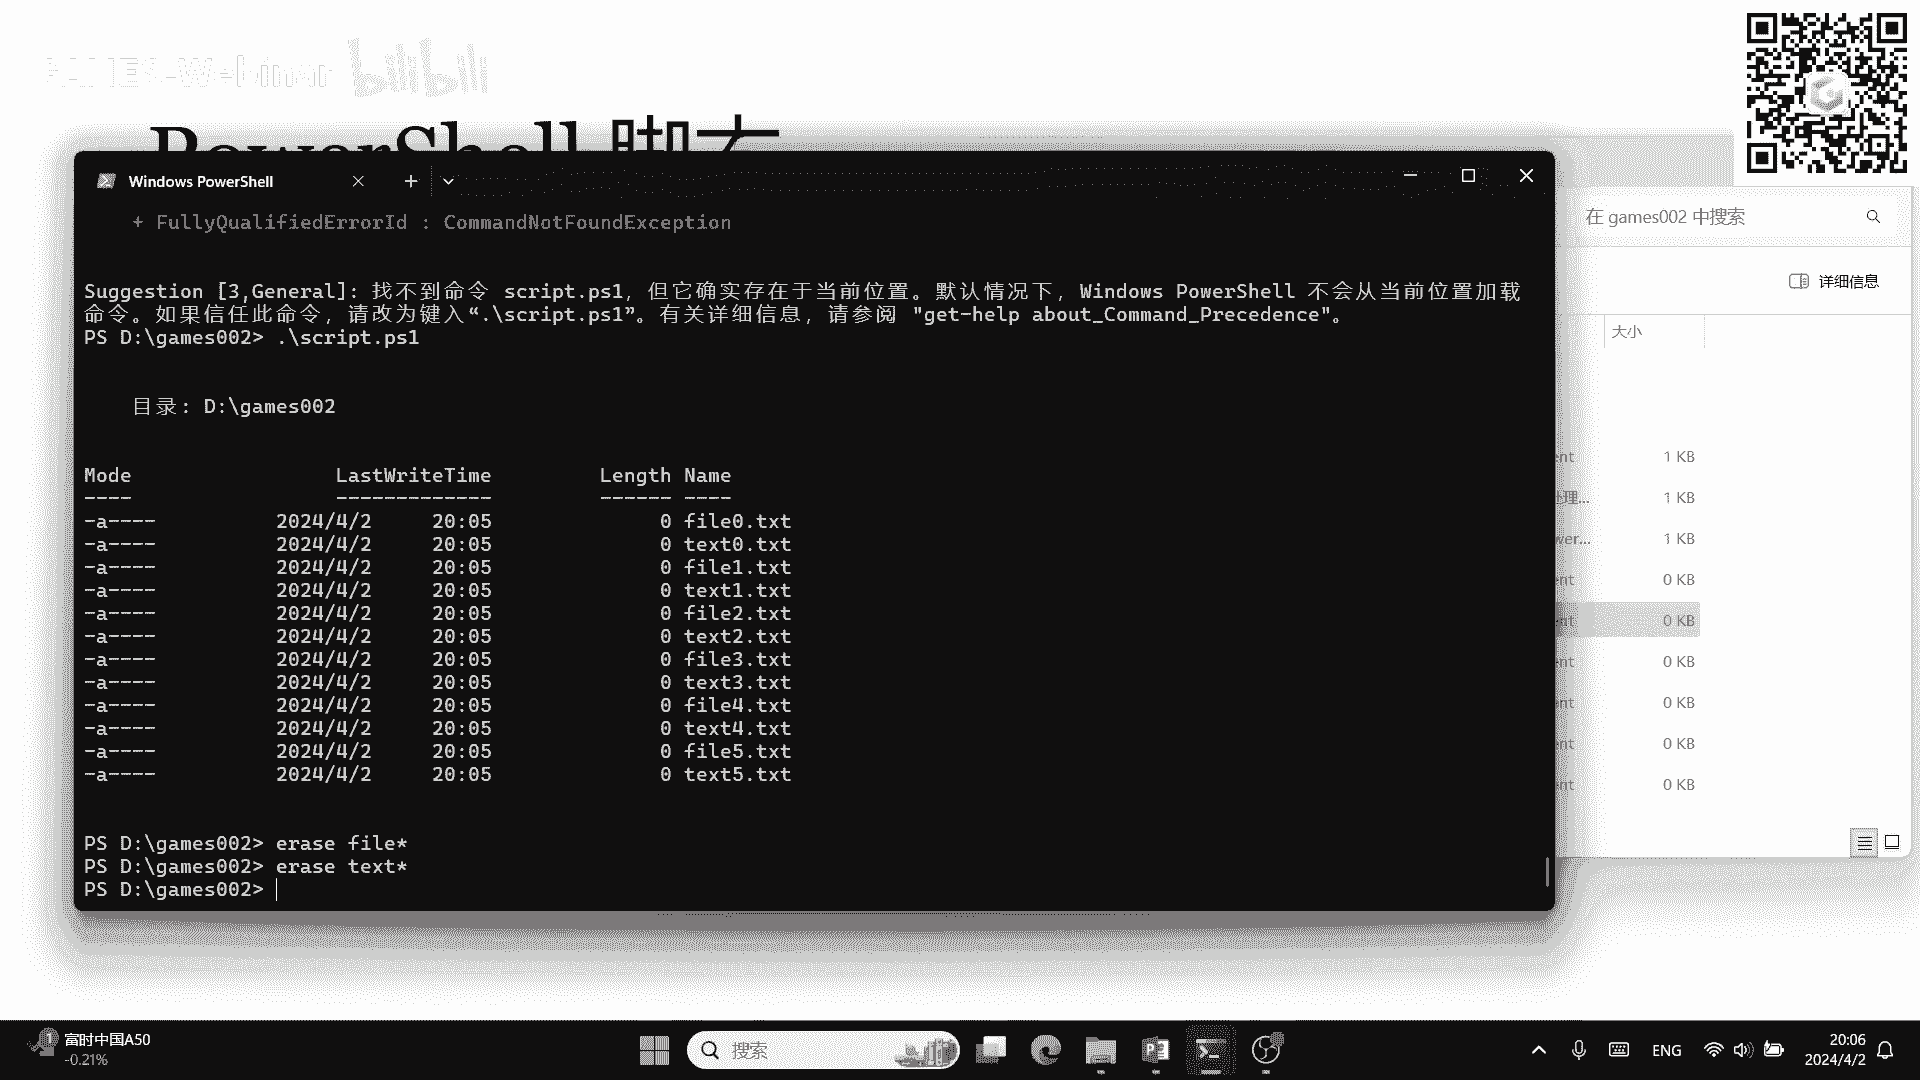 GAMES-Webinar bilibili
PowerShell 脚本
Windows PowerShell
+ FullyQualifiedErrorId : CommandNotFoundException
Suggestion [3,General]: 找不到命令 script.ps1，但它确实存在于当前位置。默认情况下，Windows PowerShell 不会从当前位置加载
命令。如果信任此命令，请改为键入“.\script.ps1”。有关详细信息，请参阅 "get-help about_Command_Precedence"。
PS D:\games002> .\script.ps1
目录: D:\games002
Mode LastWriteTime Length Name
---- ------------- ------ ----
-a---- 2024/4/2 20:05 0 file0.txt
-a---- 2024/4/2 20:05 0 text0.txt
-a---- 2024/4/2 20:05 0 file1.txt
-a---- 2024/4/2 20:05 0 text1.txt
-a---- 2024/4/2 20:05 0 file2.txt
-a---- 2024/4/2 20:05 0 text2.txt
-a---- 2024/4/2 20:05 0 file3.txt
-a---- 2024/4/2 20:05 0 text3.txt
-a---- 2024/4/2 20:05 0 file4.txt
-a---- 2024/4/2 20:05 0 text4.txt
-a---- 2024/4/2 20:05 0 file5.txt
-a---- 2024/4/2 20:05 0 text5.txt
PS D:\games002> erase file*
PS D:\games002> erase text*
PS D:\games002>
在 games002 中搜索
详细信息
大小
1 KB
理... 1 KB
wer... 1 KB
0 KB
0 KB
0 KB
0 KB
0 KB
0 KB
富时中国A50
-0.21%
搜索
ENG
20:06
2024/4/2